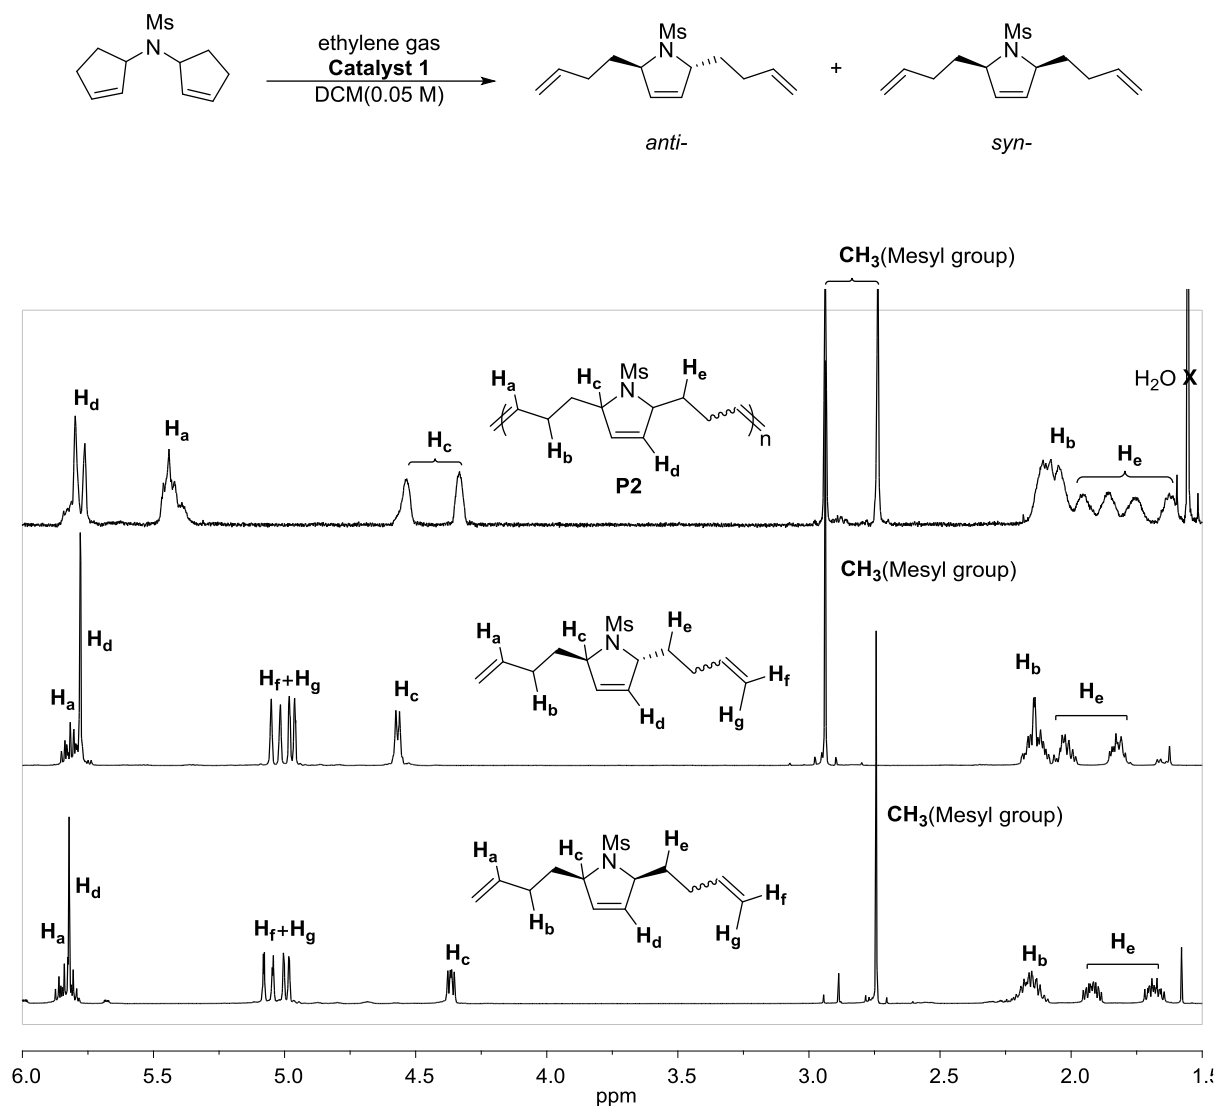 Ms
N
ethylene gas
Catalyst 1
DCM(0.05 M)
Ms
N
anti-
+
Ms
N
syn-
CH3(Mesyl group)
Hd
Ha
Hc
Ha
Hb
Hc
Ms
N
He
Hd
n
P2
H2O X
Hb
He
CH3(Mesyl group)
Ha
Hd
Hf+Hg
Hc
Ha
Hb
Hc
Ms
N
He
Hd
Hf
Hg
Hb
He
CH3(Mesyl group)
Ha
Hd
Hf+Hg
Hc
Ha
Hb
Hc
Ms
N
He
Hd
Hf
Hg
Hb
He
6.0 5.5 5.0 4.5 4.0 3.5 3.0 2.5 2.0 1.5
ppm